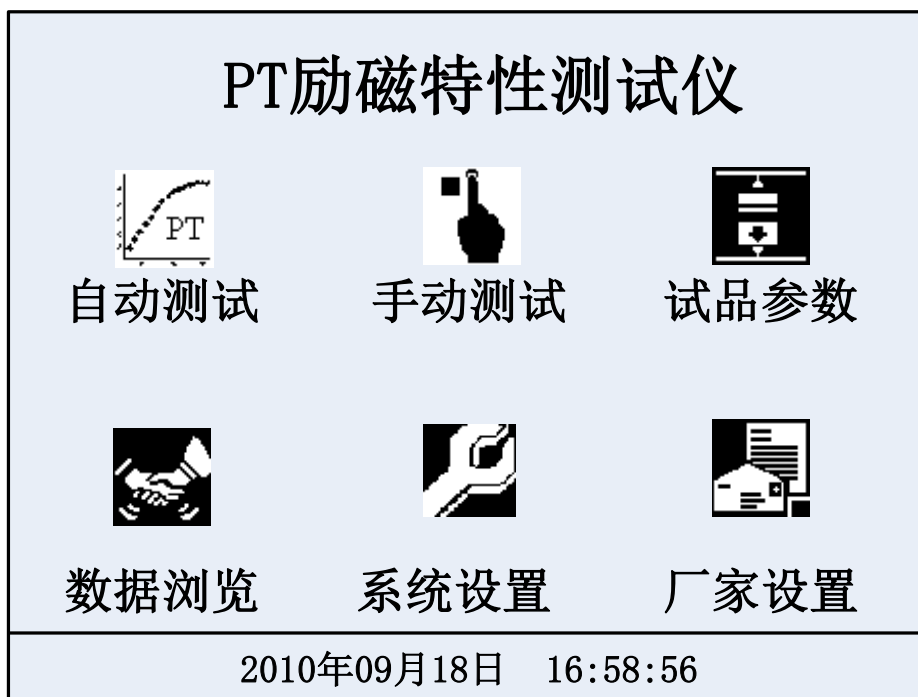 PT励磁特性测试仪
PT
自动测试 手动测试 试品参数
数据浏览 系统设置 厂家设置
2010年09月18日 16:58:56